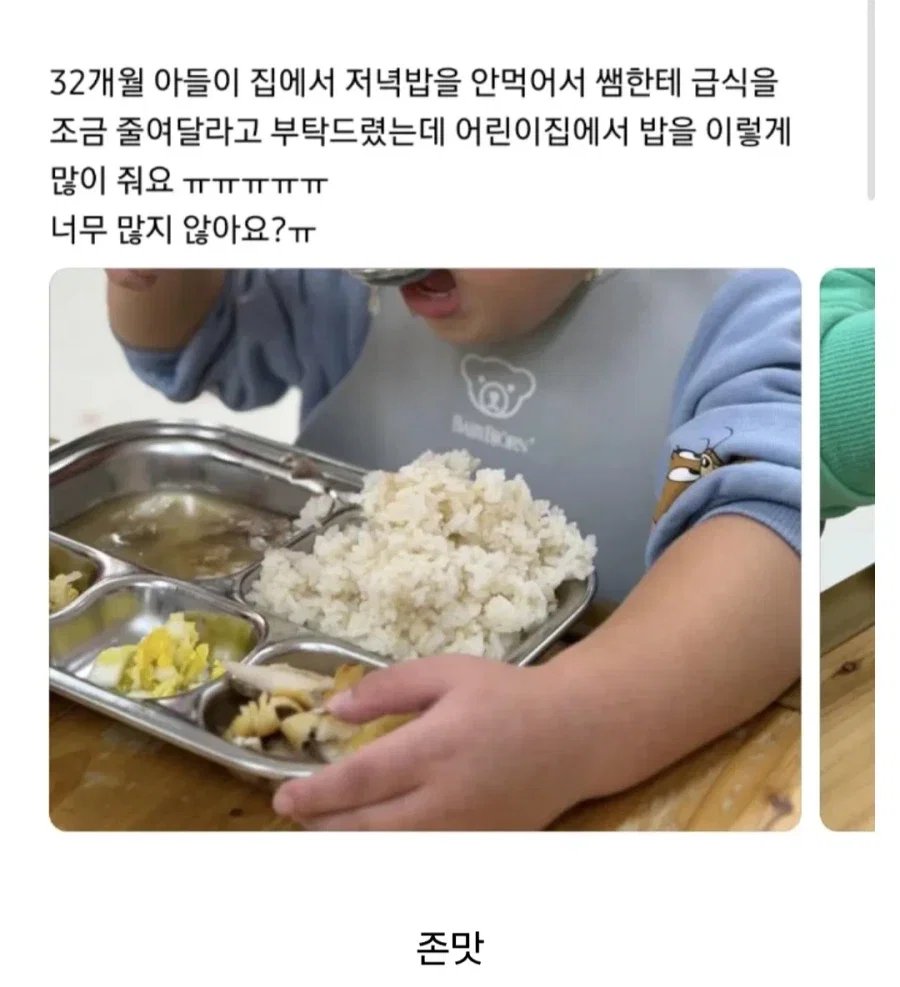 32개월 아들이 집에서 저녁밥을 안먹어서 쌤한테 급식을
조금 줄여달라고 부탁드렸는데 어린이집에서 밥을 이렇게
많이 줘요 ㅠㅠㅠㅠㅠ
너무 많지 않아요?ㅠ
BABYBJÖRN
존맛